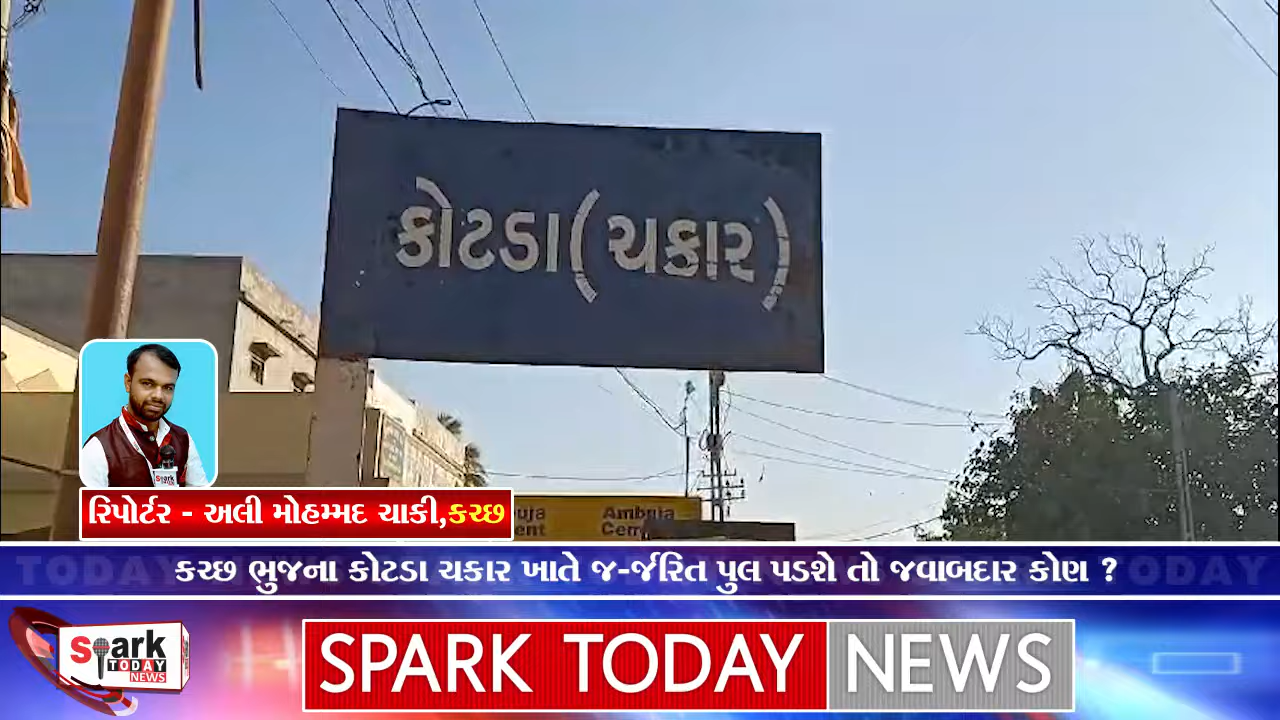 કોટડા(ચકાર)
Ambuja
Cem
રિપોર્ટર - અલી મોહમ્મદ ચાકી,કચ્છ
કચ્છ ભુજના કોટડા ચકાર ખાતે જ-ર્જરિત પુલ પડશે તો જવાબદાર કોણ ?
TODAY
Spark
TODAY
NEWS
SPARK TODAY NEWS